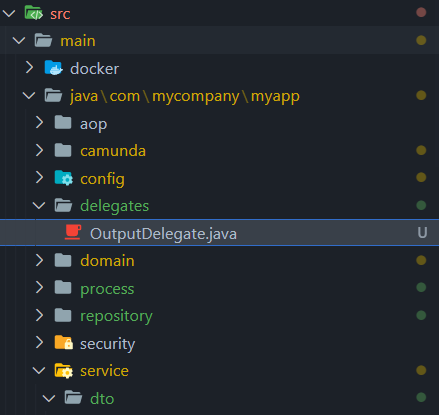 src
main
docker
java\com\mycompany\myapp
aop
camunda
config
delegates
OutputDelegate.java U
domain
process
repository
security
service
dto